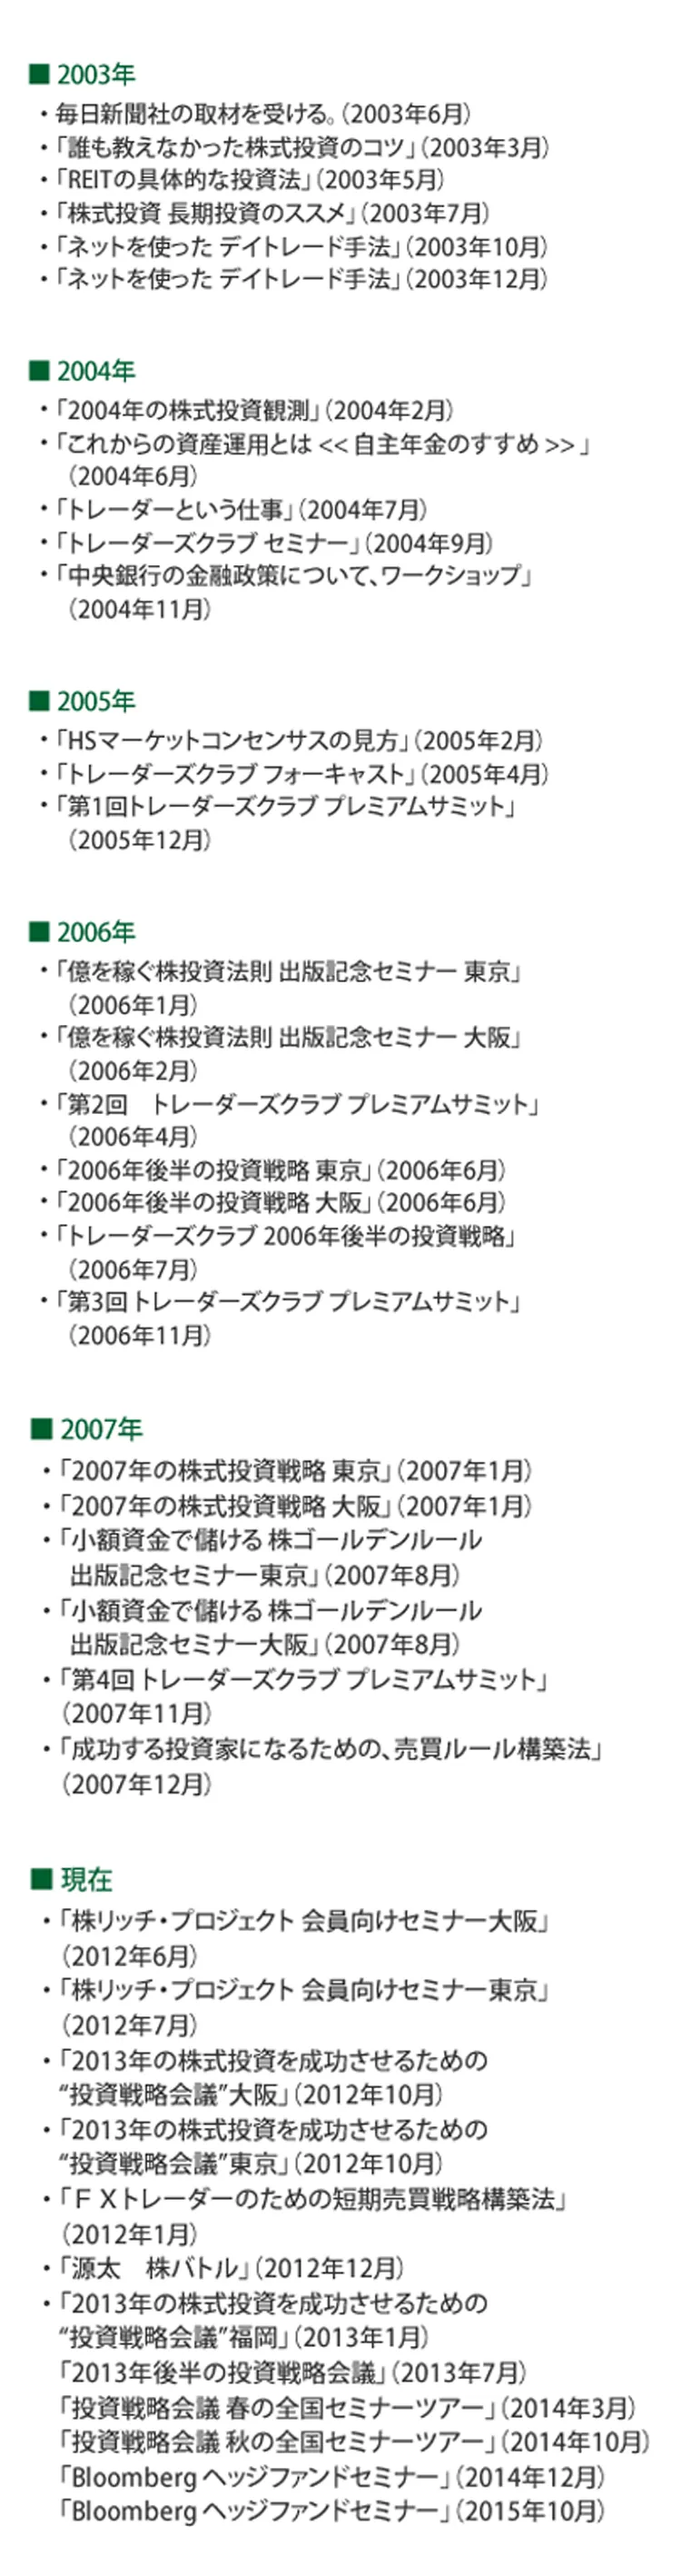 ■ 2003年
・毎日新聞社の取材を受ける。（2003年6月）
・「誰も教えなかった株式投資のコツ」（2003年3月）
・「REITの具体的な投資法」（2003年5月）
・「株式投資 長期投資のススメ」（2003年7月）
・「ネットを使った デイトレード手法」（2003年10月）
・「ネットを使った デイトレード手法」（2003年12月）
■ 2004年
・「2004年の株式投資観測」（2004年2月）
・「これからの資産運用とは << 自主年金のすすめ >> 」
（2004年6月）
・「トレーダーという仕事」（2004年7月）
・「トレーダーズクラブ セミナー」（2004年9月）
・「中央銀行の金融政策について、ワークショップ」
（2004年11月）
■ 2005年
・「HSマーケットコンセンサスの見方」（2005年2月）
・「トレーダーズクラブ フォーキャスト」（2005年4月）
・「第1回トレーダーズクラブ プレミアムサミット」
（2005年12月）
■ 2006年
・「億を稼ぐ株投資法則 出版記念セミナー 東京」
（2006年1月）
・「億を稼ぐ株投資法則 出版記念セミナー 大阪」
（2006年2月）
・「第2回　トレーダーズクラブ プレミアムサミット」
（2006年4月）
・「2006年後半の投資戦略 東京」（2006年6月）
・「2006年後半の投資戦略 大阪」（2006年6月）
・「トレーダーズクラブ 2006年後半の投資戦略」
（2006年7月）
・「第3回 トレーダーズクラブ プレミアムサミット」
（2006年11月）
■ 2007年
・「2007年の株式投資戦略 東京」（2007年1月）
・「2007年の株式投資戦略 大阪」（2007年1月）
・「小額資金で儲ける 株ゴールデンルール
出版記念セミナー東京」（2007年8月）
・「小額資金で儲ける 株ゴールデンルール
出版記念セミナー大阪」（2007年8月）
・「第4回 トレーダーズクラブ プレミアムサミット」
（2007年11月）
・「成功する投資家になるための、売買ルール構築法」
（2007年12月）
■ 現在
・「株リッチ・プロジェクト 会員向けセミナー大阪」
（2012年6月）
・「株リッチ・プロジェクト 会員向けセミナー東京」
（2012年7月）
・「2013年の株式投資を成功させるための
“投資戦略会議”大阪」（2012年10月）
・「2013年の株式投資を成功させるための
“投資戦略会議”東京」（2012年10月）
・「ＦＸトレーダーのための短期売買戦略構築法」
（2012年1月）
・「源太　株バトル」（2012年12月）
・「2013年の株式投資を成功させるための
“投資戦略会議”福岡」（2013年1月）
「2013年後半の投資戦略会議」（2013年7月）
「投資戦略会議 春の全国セミナーツアー」（2014年3月）
「投資戦略会議 秋の全国セミナーツアー」（2014年10月）
「Bloomberg ヘッジファンドセミナー」（2014年12月）
「Bloomberg ヘッジファンドセミナー」（2015年10月）